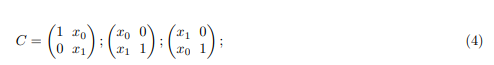 C = \begin{pmatrix} 1 & x_0 \\ 0 & x_1 \end{pmatrix} ; \begin{pmatrix} x_0 & 0 \\ x_1 & 1 \end{pmatrix} ; \begin{pmatrix} x_1 & 0 \\ x_0 & 1 \end{pmatrix} ; (4)